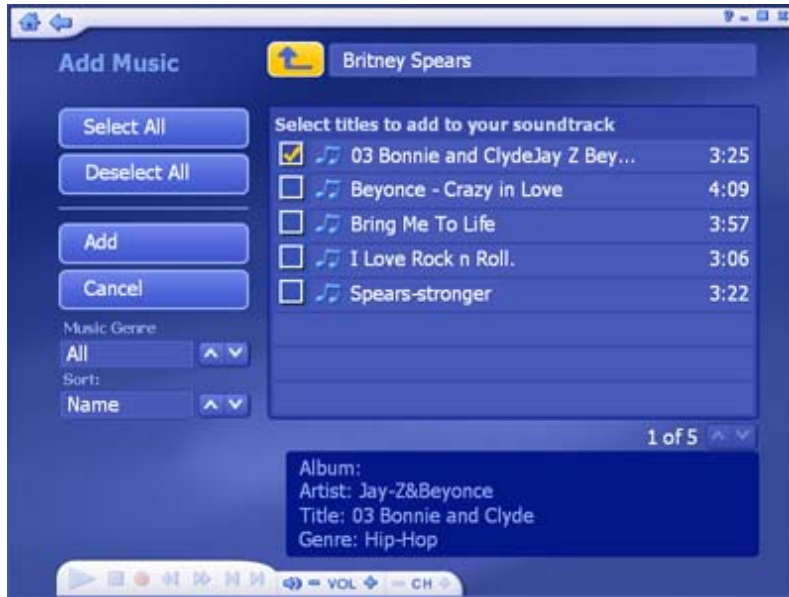 Add Music
Britney Spears
Select All
Deselect All
Add
Cancel
Music Genre
All
Sort:
Name
Select titles to add to your soundtrack
03 Bonnie and ClydeJay Z Bey... 3:25
Beyonce - Crazy in Love 4:09
Bring Me To Life 3:57
I Love Rock n Roll. 3:06
Spears-stronger 3:22
1 of 5
Album:
Artist: Jay-Z&Beyonce
Title: 03 Bonnie and Clyde
Genre: Hip-Hop
VOL CH